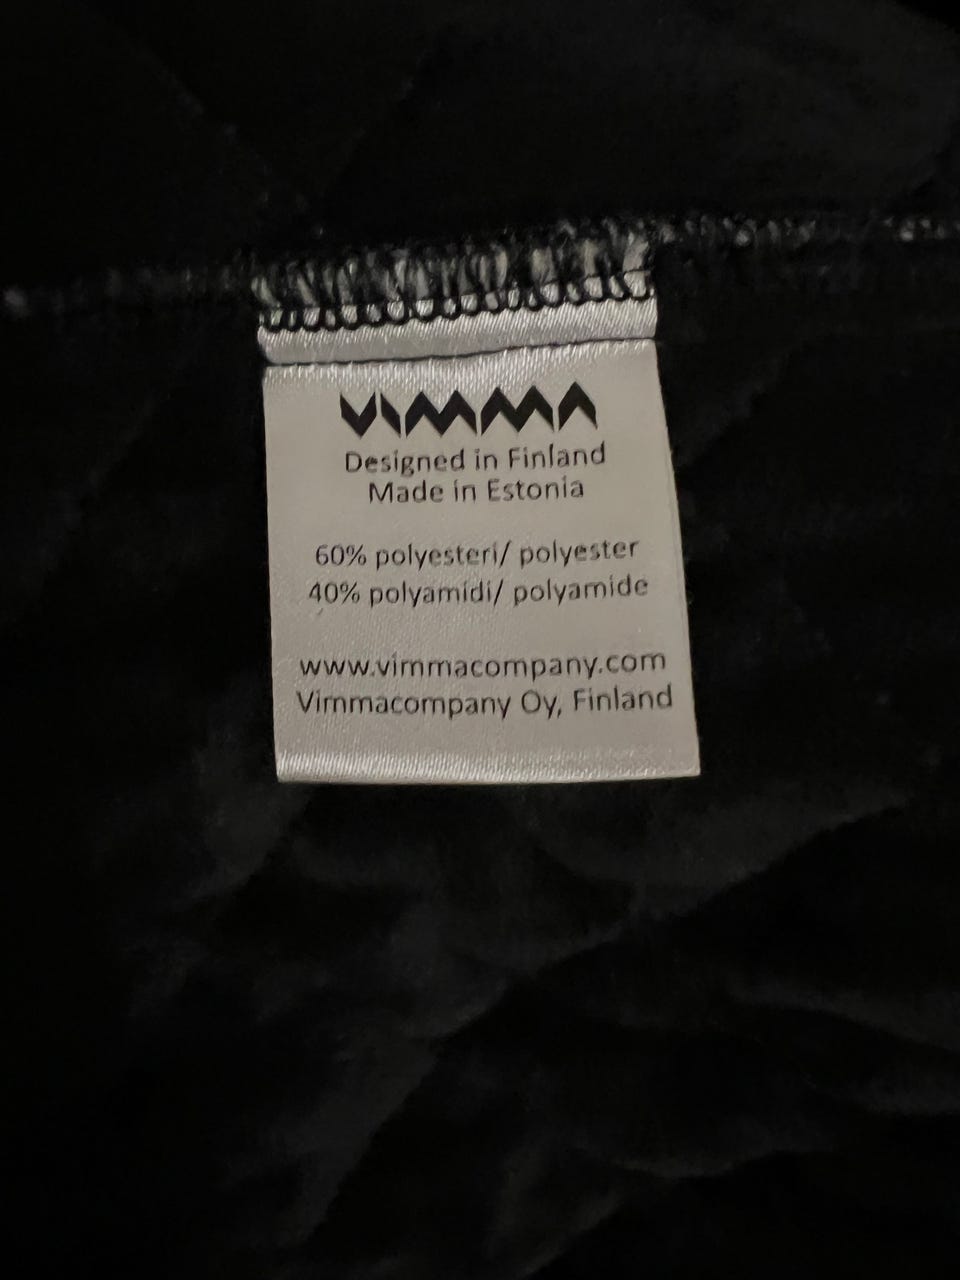 VIMMA
Designed in Finland
Made in Estonia
60% polyesteri/ polyester
40% polyamidi/ polyamide
www.vimmacompany.com
Vimmacompany Oy, Finland